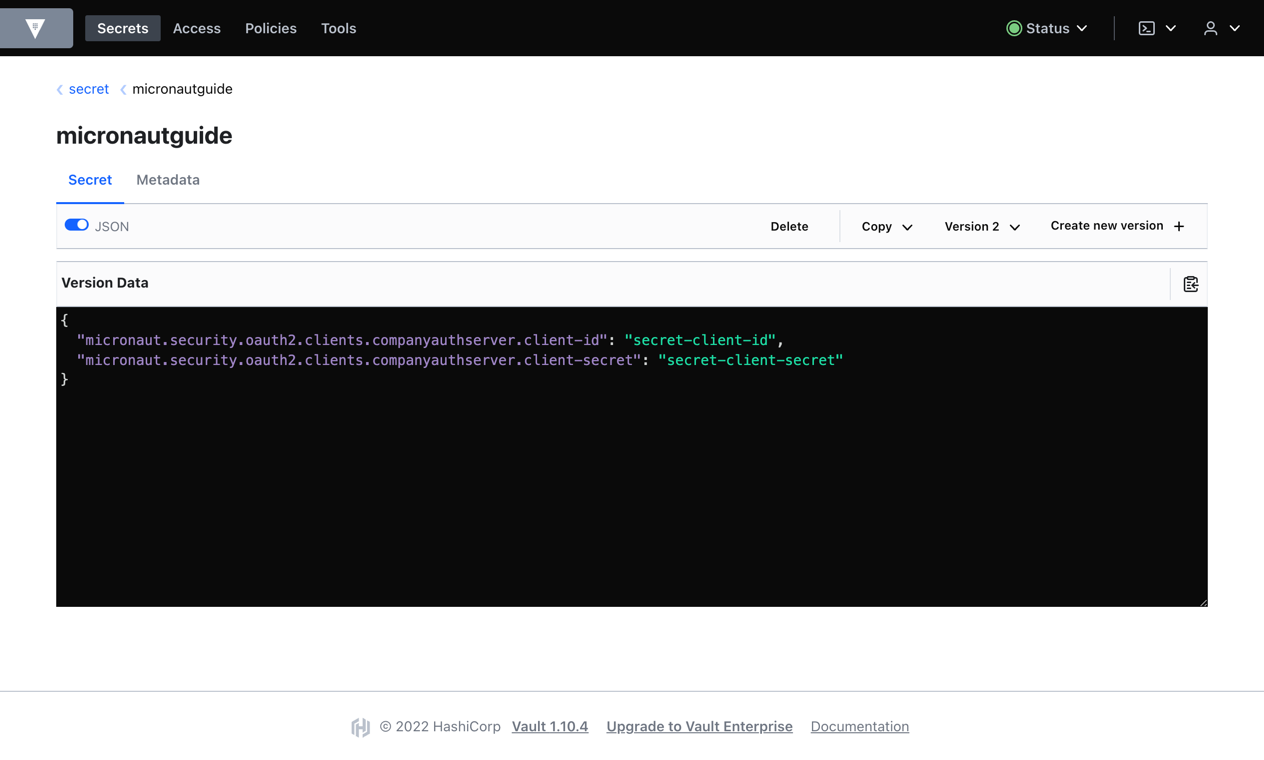 Secrets Access Policies Tools Status
secret micronautguide
micronautguide
Secret Metadata
JSON Delete Copy Version 2 Create new version
Version Data
{
"micronaut.security.oauth2.clients.companyauthserver.client-id": "secret-client-id",
"micronaut.security.oauth2.clients.companyauthserver.client-secret": "secret-client-secret"
}
© 2022 HashiCorp Vault 1.10.4 Upgrade to Vault Enterprise Documentation